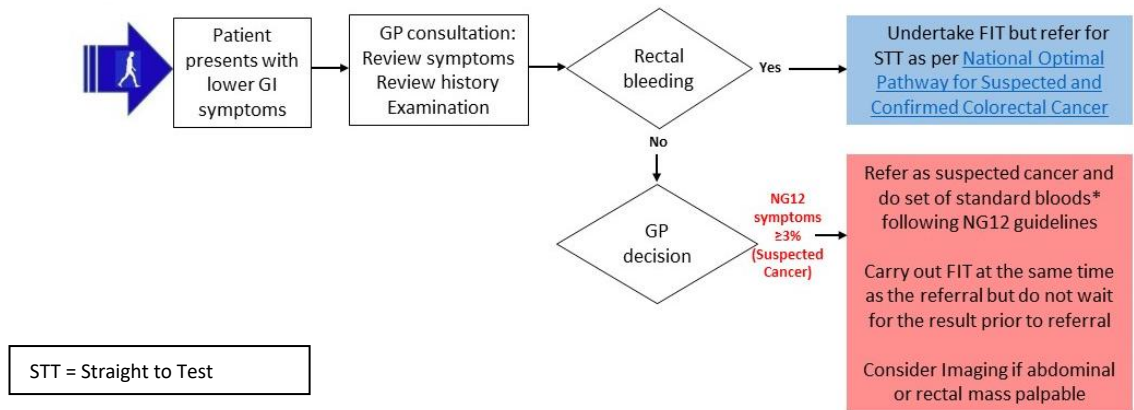 Patient
presents with
lower GI
symptoms
GP consultation:
Review symptoms
Review history
Examination
Rectal
bleeding
Yes
Undertake FIT but refer for
STT as per National Optimal
Pathway for Suspected and
Confirmed Colorectal Cancer
No
GP
decision
NG12
symptoms
≥3%
(Suspected
Cancer)
Refer as suspected cancer and
do set of standard bloods*
following NG12 guidelines
Carry out FIT at the same time
as the referral but do not wait
for the result prior to referral
Consider Imaging if abdominal
or rectal mass palpable
STT = Straight to Test